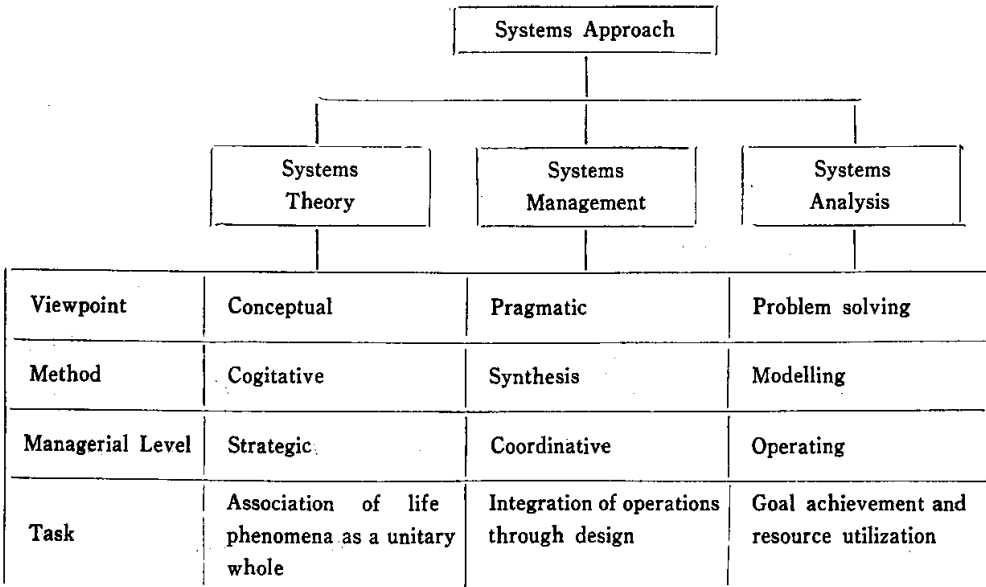 Systems Approach
Systems
Theory
Systems
Management
Systems
Analysis
Viewpoint Conceptual Pragmatic Problem solving
Method Cogitative Synthesis Modelling
Managerial Level Strategic Coordinative Operating
Task
Association of life
phenomena as a unitary
whole
Integration of operations
through design
Goal achievement and
resource utilization